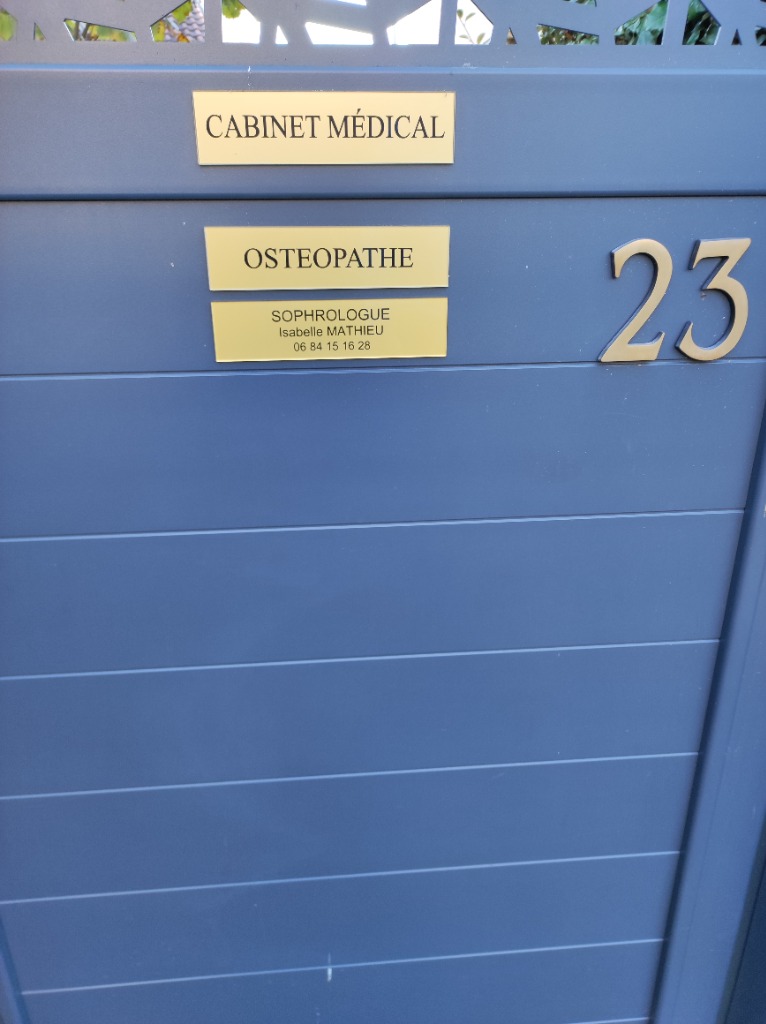 CABINET MÉDICAL
OSTEOPATHE
23
SOPHROLOGUE
Isabelle MATHIEU
06 84 15 16 28